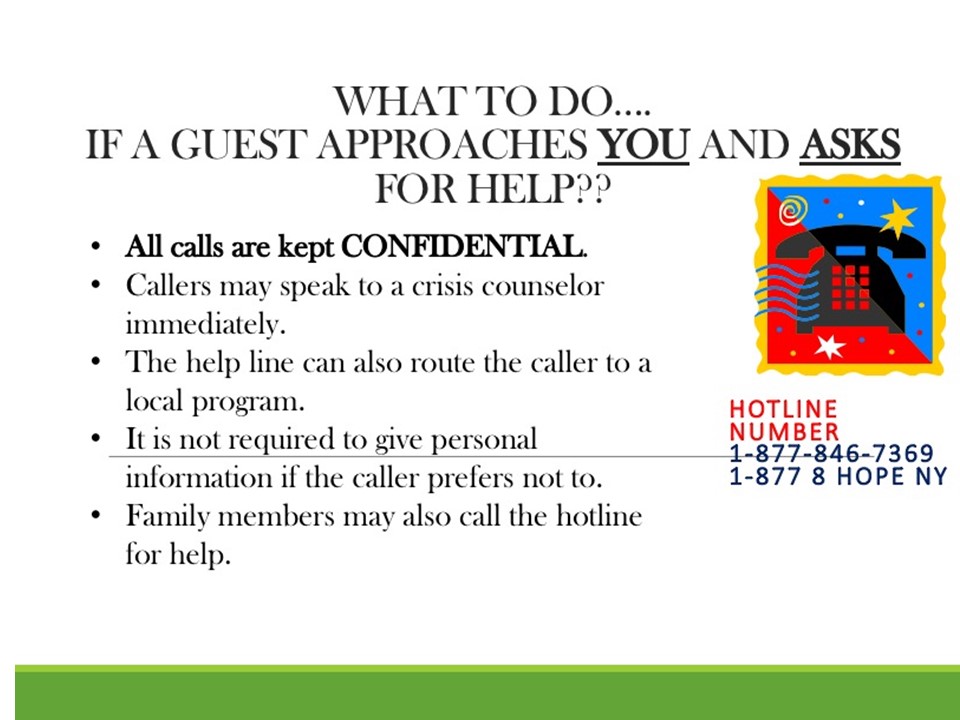 WHAT TO DO....
IF A GUEST APPROACHES YOU AND ASKS
FOR HELP??
• All calls are kept CONFIDENTIAL.
• Callers may speak to a crisis counselor
immediately.
• The help line can also route the caller to a
local program.
• It is not required to give personal
information if the caller prefers not to.
• Family members may also call the hotline
for help.
HOTLINE
NUMBER
1-877-846-7369
1-877 8 HOPE NY